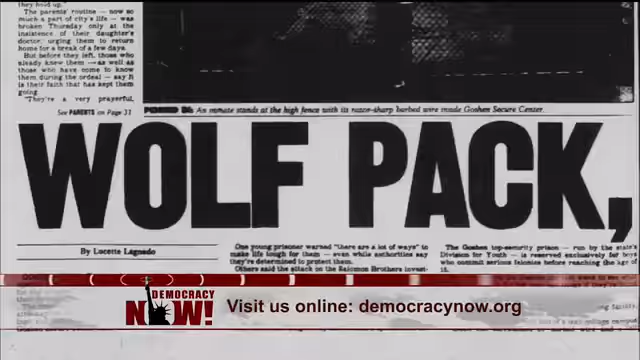 they hold up."
The parents' routine — now so
much a part of city's life — was
broken Thursday only at the
insistence of their daughter's
doctor, urging them to return
home for a break of a few days.
But before they left, those who
already knew them — as well as
those who have come to know
them during the ordeal — say it
is their faith that has kept them
going.
"They're a very prayerful,
See PARENTS on Page 31
An inmate stands at the high fence with its razor-sharp barbed wire inside Goshen Secure Center.
WOLF PACK,
By Lucette Lagnado
One young prisoner warned "there are a lot of ways" to
make life tough for them — even while authorities say
they're determined to protect them.
Others said the attack on the Salomon Brothers invest-
The Goshen top-security prison — run by the state's
Division for Youth — is reserved exclusively for boys
who commit serious felonies before reaching the age of
16.
DEMOCRACY
NOW!
Visit us online: democracynow.org